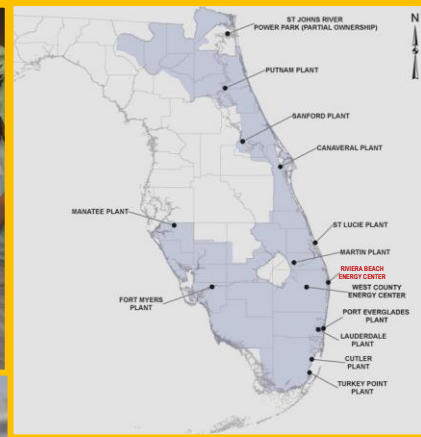 N
ST JOHNS RIVER
POWER PARK (PARTIAL OWNERSHIP)
PUTNAM PLANT
SANFORD PLANT
CANAVERAL PLANT
MANATEE PLANT
ST LUCIE PLANT
MARTIN PLANT
RIVIERA BEACH
ENERGY CENTER
WEST COUNTY
ENERGY CENTER
FORT MYERS
PLANT
PORT EVERGLADES
PLANT
LAUDERDALE
PLANT
CUTLER
PLANT
TURKEY POINT
PLANT